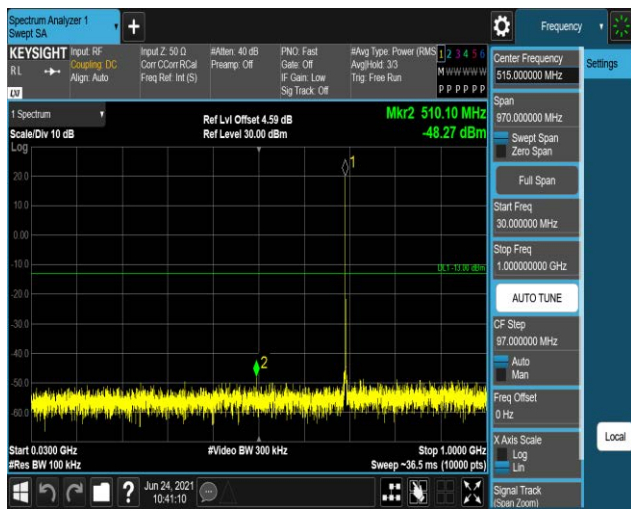 Spectrum Analyzer 1
Swept SA
+
Frequency
KEYSIGHT
RL
LXI
Input: RF
Coupling: DC
Align: Auto
Input Z: 50 Ω
Corr CCorr RCal
Freq Ref: Int (S)
#Atten: 40 dB
Preamp: Off
PNO: Fast
Gate: Off
IF Gain: Low
Sig Track: Off
#Avg Type: Power (RMS
Avg|Hold: 3/3
Trig: Free Run
1 2 3 4 5 6
M W W W W W
P P P P P P
Center Frequency
515.000000 MHz
Settings
1 Spectrum
Scale/Div 10 dB
Ref Lvl Offset 4.59 dB
Ref Level 30.00 dBm
Mkr2 510.10 MHz
-48.27 dBm
Span
970.000000 MHz
Swept Span
Zero Span
Full Span
Start Freq
30.000000 MHz
Stop Freq
1.000000000 GHz
AUTO TUNE
CF Step
97.000000 MHz
Auto
Man
Freq Offset
0 Hz
X Axis Scale
Log
Lin
Local
Signal Track
(Span Zoom)
Log
20.0
10.0
0.00
-10.0
-20.0
-30.0
-40.0
-50.0
-60.0
1
DL1 -13.00 dBm
2
Start 0.0300 GHz
#Res BW 100 kHz
#Video BW 300 kHz
Stop 1.0000 GHz
Sweep ~36.5 ms (10000 pts)
?
Jun 24, 2021
10:41:10